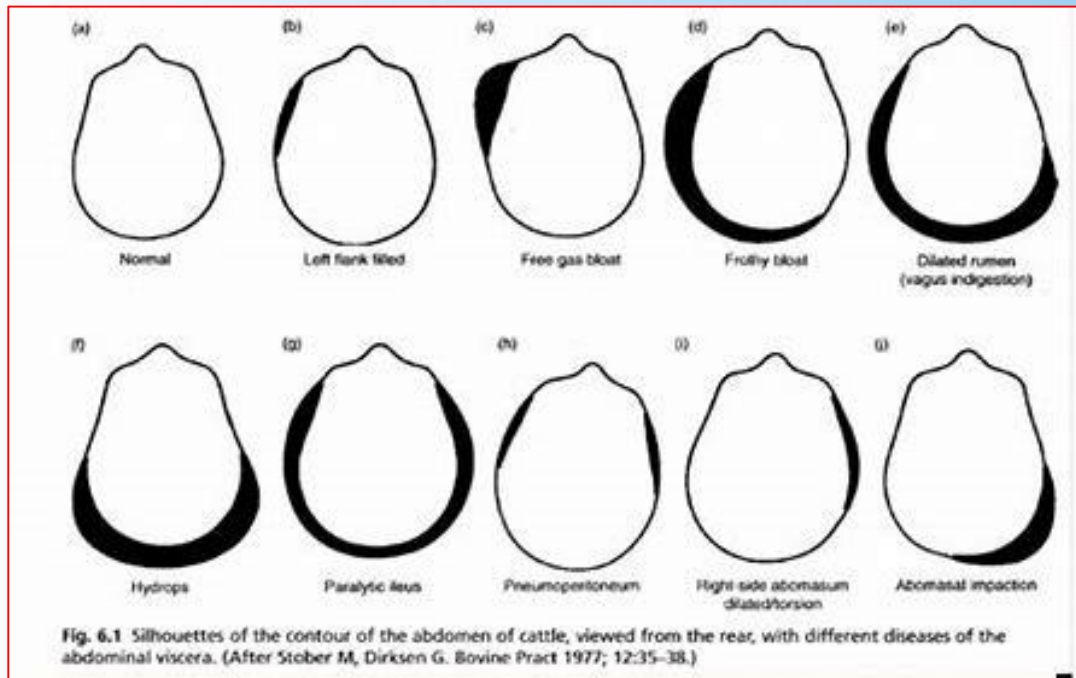 (a) (b) (c) (d) (e)
Normal Left flank filled Free gas bloat Frothy bloat Dilated rumen
(vagus indigestion)
(f) (g) (h) (i) (j)
Hydrops Paralytic ileus Pneumoperitoneum Right-side abomasum Abomasal impaction
dilated/torsion
Fig. 6.1 Silhouettes of the contour of the abdomen of cattle, viewed from the rear, with different diseases of the
abdominal viscera. (After Stober M, Dirksen G. Bovine Pract 1977; 12:35–38.)